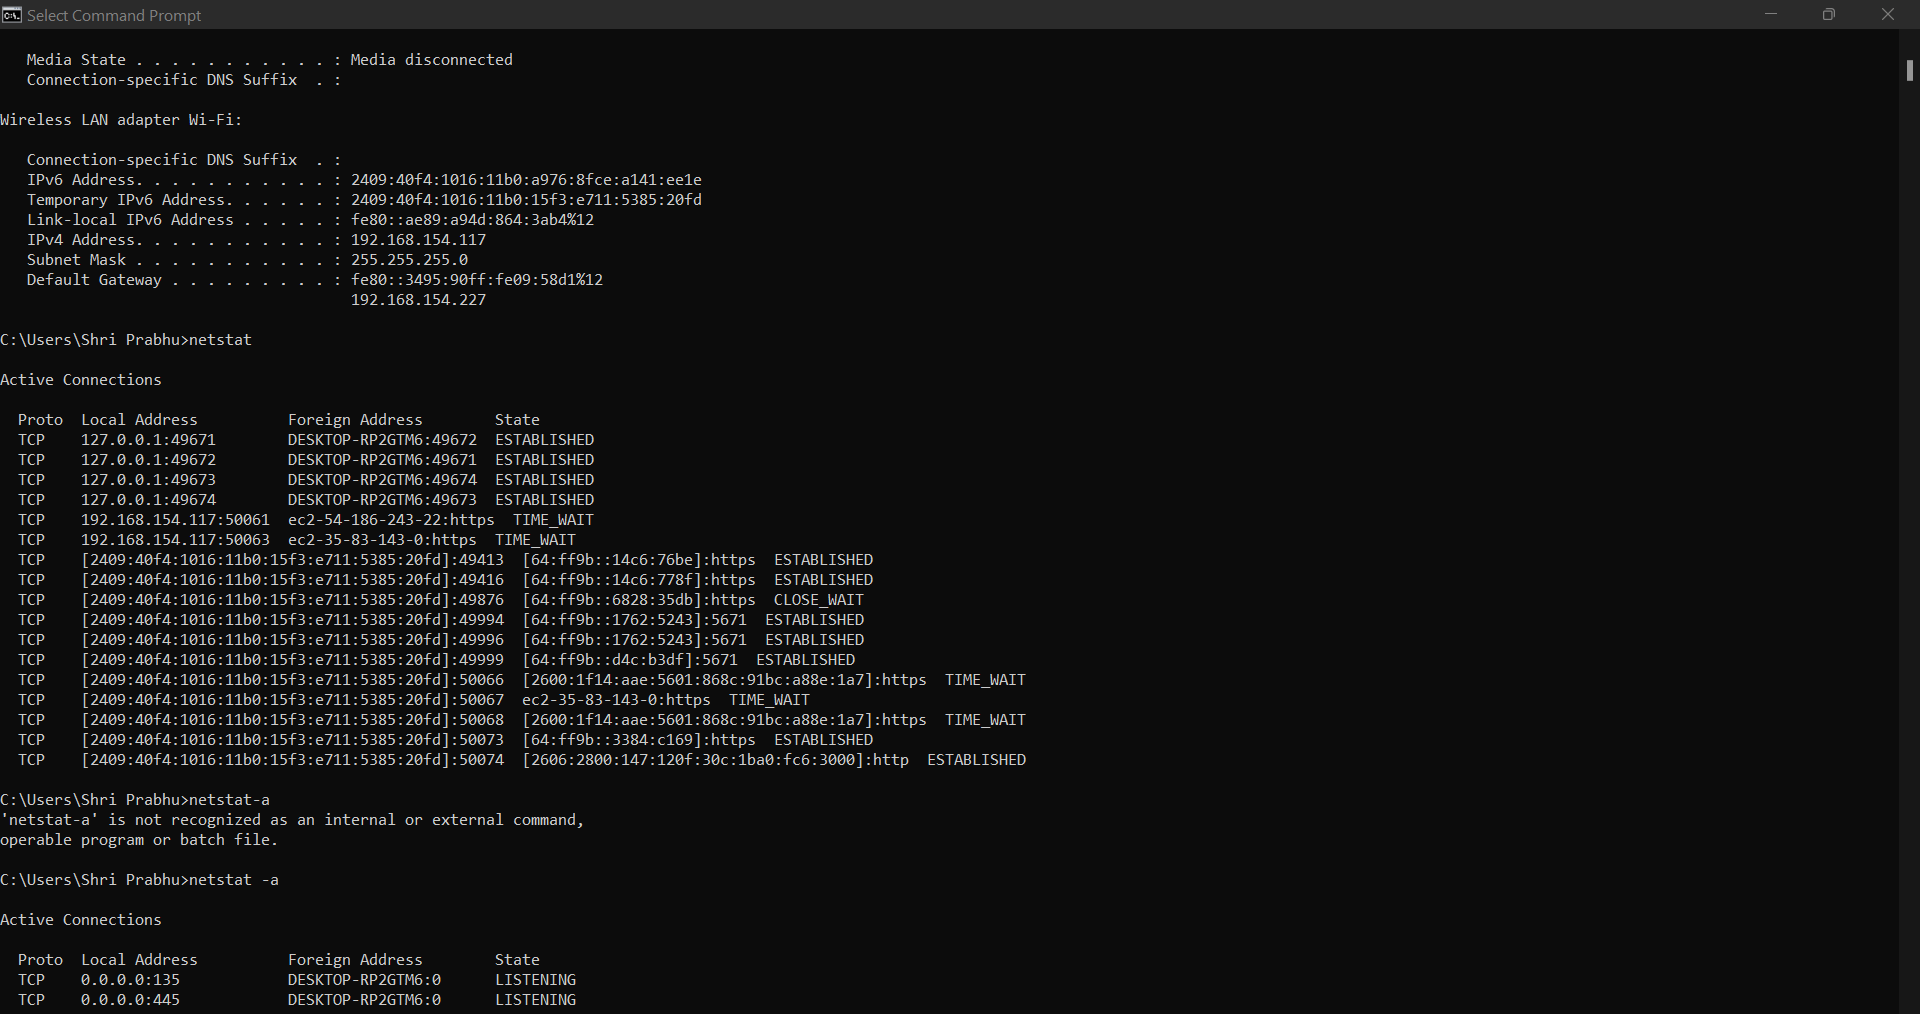 Select Command Prompt
Media State . . . . . . . . . . . : Media disconnected
Connection-specific DNS Suffix  . :
Wireless LAN adapter Wi-Fi:
Connection-specific DNS Suffix  . :
IPv6 Address. . . . . . . . . . . : 2409:40f4:1016:11b0:a976:8fce:a141:ee1e
Temporary IPv6 Address. . . . . . : 2409:40f4:1016:11b0:15f3:e711:5385:20fd
Link-local IPv6 Address . . . . . : fe80::ae89:a94d:864:3ab4%12
IPv4 Address. . . . . . . . . . . : 192.168.154.117
Subnet Mask . . . . . . . . . . . : 255.255.255.0
Default Gateway . . . . . . . . . : fe80::3495:90ff:fe09:58d1%12
192.168.154.227
C:\Users\Shri Prabhu>netstat
Active Connections
Proto  Local Address          Foreign Address        State
TCP    127.0.0.1:49671        DESKTOP-RP2GTM6:49672  ESTABLISHED
TCP    127.0.0.1:49672        DESKTOP-RP2GTM6:49671  ESTABLISHED
TCP    127.0.0.1:49673        DESKTOP-RP2GTM6:49674  ESTABLISHED
TCP    127.0.0.1:49674        DESKTOP-RP2GTM6:49673  ESTABLISHED
TCP    192.168.154.117:50061  ec2-54-186-243-22:https  TIME_WAIT
TCP    192.168.154.117:50063  ec2-35-83-143-0:https  TIME_WAIT
TCP    [2409:40f4:1016:11b0:15f3:e711:5385:20fd]:49413  [64:ff9b::14c6:76be]:https  ESTABLISHED
TCP    [2409:40f4:1016:11b0:15f3:e711:5385:20fd]:49416  [64:ff9b::14c6:778f]:https  ESTABLISHED
TCP    [2409:40f4:1016:11b0:15f3:e711:5385:20fd]:49876  [64:ff9b::6828:35db]:https  CLOSE_WAIT
TCP    [2409:40f4:1016:11b0:15f3:e711:5385:20fd]:49994  [64:ff9b::1762:5243]:5671  ESTABLISHED
TCP    [2409:40f4:1016:11b0:15f3:e711:5385:20fd]:49996  [64:ff9b::1762:5243]:5671  ESTABLISHED
TCP    [2409:40f4:1016:11b0:15f3:e711:5385:20fd]:49999  [64:ff9b::d4c:b3df]:5671  ESTABLISHED
TCP    [2409:40f4:1016:11b0:15f3:e711:5385:20fd]:50066  [2600:1f14:aae:5601:868c:91bc:a88e:1a7]:https  TIME_WAIT
TCP    [2409:40f4:1016:11b0:15f3:e711:5385:20fd]:50067  ec2-35-83-143-0:https  TIME_WAIT
TCP    [2409:40f4:1016:11b0:15f3:e711:5385:20fd]:50068  [2600:1f14:aae:5601:868c:91bc:a88e:1a7]:https  TIME_WAIT
TCP    [2409:40f4:1016:11b0:15f3:e711:5385:20fd]:50073  [64:ff9b::3384:c169]:https  ESTABLISHED
TCP    [2409:40f4:1016:11b0:15f3:e711:5385:20fd]:50074  [2606:2800:147:120f:30c:1ba0:fc6:3000]:http  ESTABLISHED
C:\Users\Shri Prabhu>netstat-a
'netstat-a' is not recognized as an internal or external command,
operable program or batch file.
C:\Users\Shri Prabhu>netstat -a
Active Connections
Proto  Local Address          Foreign Address        State
TCP    0.0.0.0:135            DESKTOP-RP2GTM6:0      LISTENING
TCP    0.0.0.0:445            DESKTOP-RP2GTM6:0      LISTENING